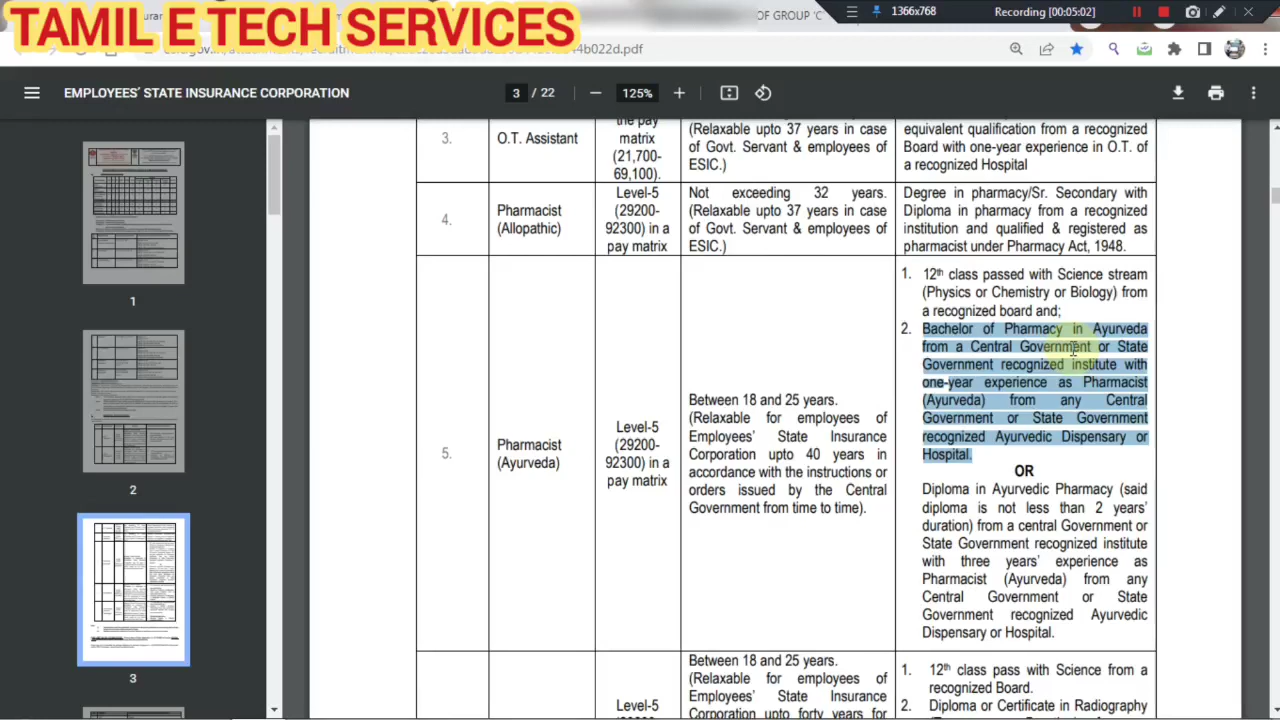 TAMIL E TECH SERVICES
OF GROUP 'C'
1366x768
Recording [00:05:02]
44b022d.pdf
EMPLOYEES' STATE INSURANCE CORPORATION
3 / 22
125%
1
2
3
3.
O.T. Assistant
the pay
matrix
(21,700-
69,100).
(Relaxable upto 37 years in case
of Govt. Servant & employees of
ESIC.)
equivalent qualification from a recognized
Board with one-year experience in O.T. of
a recognized Hospital
4.
Pharmacist
(Allopathic)
Level-5
(29200-
92300) in a
pay matrix
Not exceeding 32 years.
(Relaxable upto 37 years in case
of Govt. Servant & employees of
ESIC.)
Degree in pharmacy/Sr. Secondary with
Diploma in pharmacy from a recognized
institution and qualified & registered as
pharmacist under Pharmacy Act, 1948.
5.
Pharmacist
(Ayurveda)
Level-5
(29200-
92300) in a
pay matrix
Between 18 and 25 years.
(Relaxable for employees of
Employees' State Insurance
Corporation upto 40 years in
accordance with the instructions or
orders issued by the Central
Government from time to time).
1. 12th class passed with Science stream
(Physics or Chemistry or Biology) from
a recognized board and;
2. Bachelor of Pharmacy in Ayurveda
from a Central Government or State
Government recognized institute with
one-year experience as Pharmacist
(Ayurveda) from any Central
Government or State Government
recognized Ayurvedic Dispensary or
Hospital.
OR
Diploma in Ayurvedic Pharmacy (said
diploma is not less than 2 years'
duration) from a central Government or
State Government recognized institute
with three years' experience as
Pharmacist (Ayurveda) from any
Central Government or State
Government recognized Ayurvedic
Dispensary or Hospital.
Level-5
Between 18 and 25 years.
(Relaxable for employees of
Employees' State Insurance
Corporation upto forty years for
1. 12th class pass with Science from a
recognized Board.
2. Diploma or Certificate in Radiography